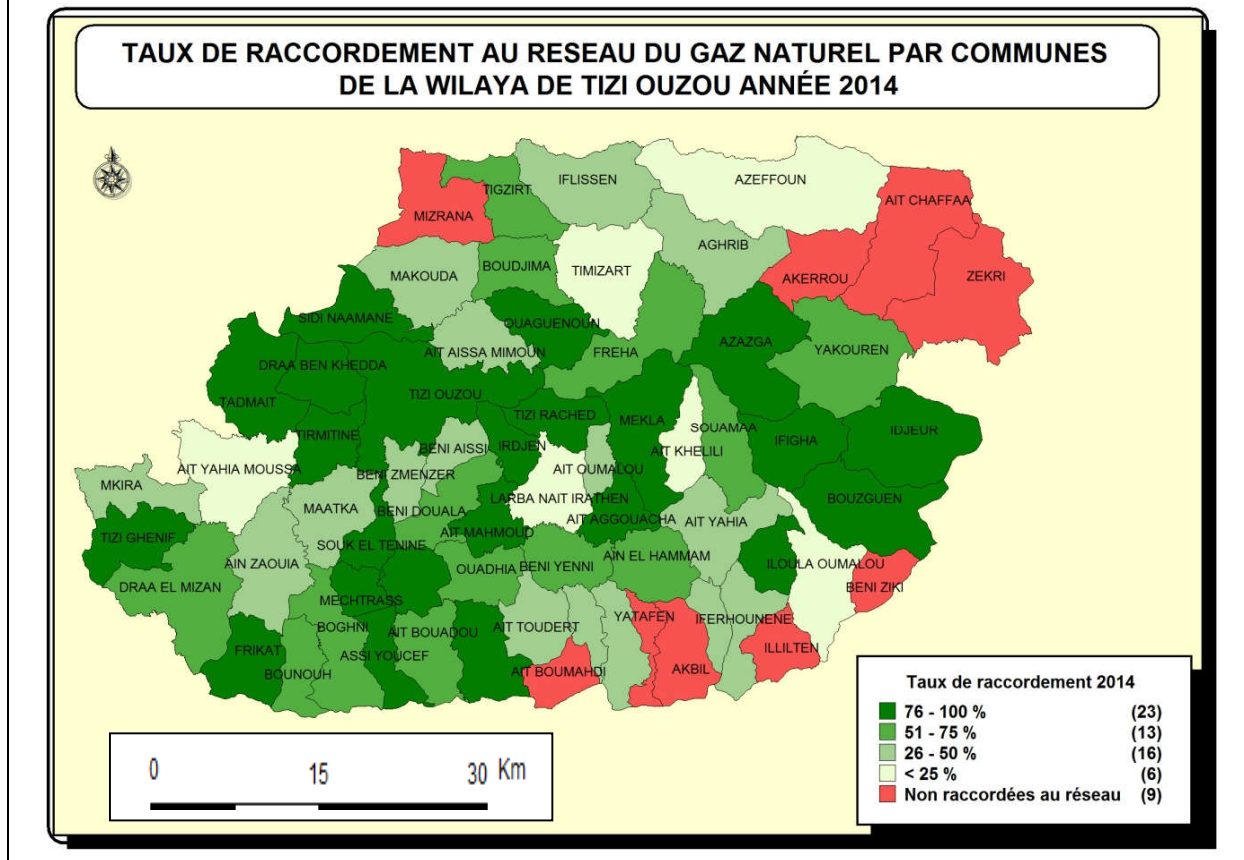 TAUX DE RACCORDEMENT AU RESEAU DU GAZ NATUREL PAR COMMUNES
DE LA WILAYA DE TIZI OUZOU ANNÉE 2014
IFLISSEN
AZEFFOUN
TIGZIRT
AIT CHAFFAA
MIZRANA
AGHRIB
BOUDJIMA
TIMIZART
MAKOUDA
AKERROU
ZEKRI
SIDI NAAMANE
OUAGUENOUN
AZAZGA
YAKOUREN
AIT AISSA MIMOUN
FREHA
DRAA BEN KHEDDA
TIZI OUZOU
TADMAIT
TIZI RACHED
MEKLA
SOUAMAA
IDJEUR
TIRMITINE
IRDJEN
IFIGHA
BENI AISSI
AIT KHELILI
AIT YAHIA MOUSSA
BENI ZMENZER
AIT OUMALOU
MKIRA
LARBA NAIT IRATHEN
BOUZGUEN
MAATKA
BENI DOUALA
AIT AGGOUACHA
AIT YAHIA
TIZI GHENIF
AIT MAHMOUD
SOUK EL TENINE
AIN EL HAMMAM
AIN ZAOUIA
OUADHIA
BENI YENNI
ILOULA OUMALOU
DRAA EL MIZAN
BENI ZIKI
MECHTRASS
YATAFEN
IFERHOUNENE
BOGHNI
AIT BOUADOU
AIT TOUDERT
FRIKAT
ASSI YOUCEF
ILLILTEN
BOUNOUH
AIT BOUMAHDI
AKBIL
Taux de raccordement 2014
76 - 100 % (23)
51 - 75 % (13)
26 - 50 % (16)
< 25 % (6)
Non raccordées au réseau (9)
0 15 30 Km